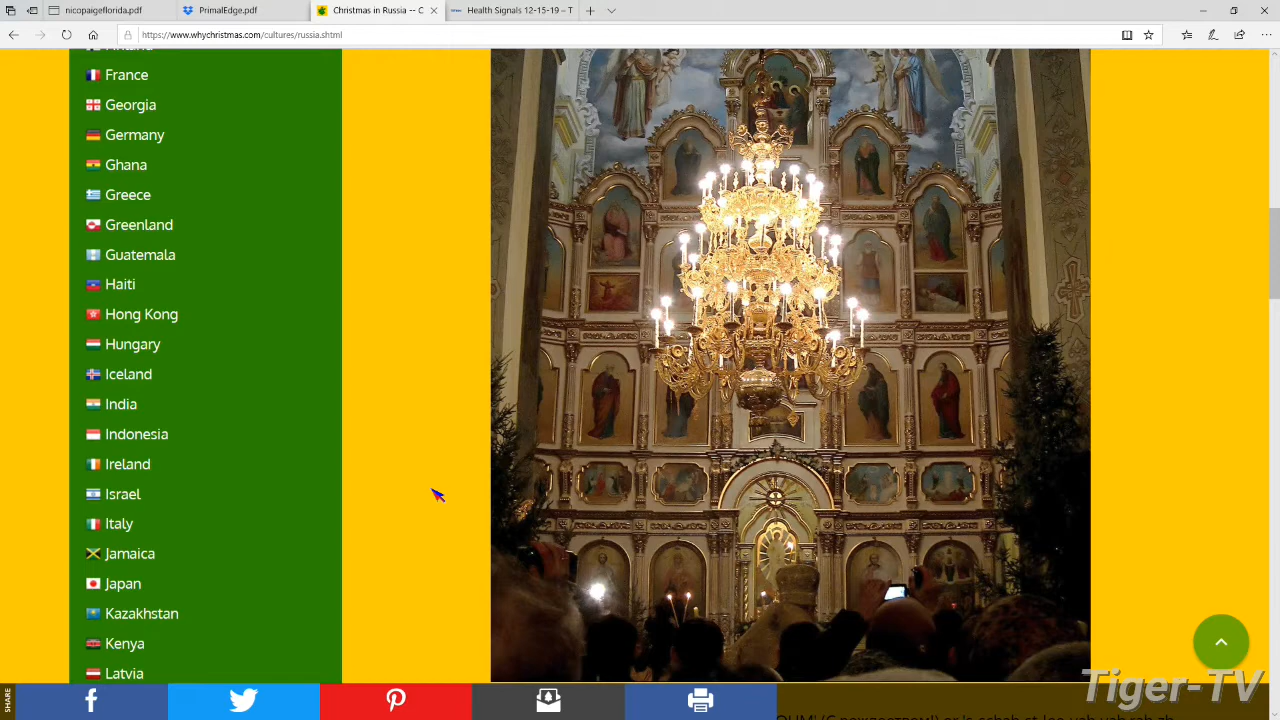 nicopaigeflorida.pdf
PrimalEdge.pdf
Christmas in Russia -- C
Health Signals 12-15-19 – T
https://www.whychristmas.com/cultures/russia.shtml
France
Georgia
Germany
Ghana
Greece
Greenland
Guatemala
Haiti
Hong Kong
Hungary
Iceland
India
Indonesia
Ireland
Israel
Italy
Jamaica
Japan
Kazakhstan
Kenya
Latvia
SHARE
Tiger-TV